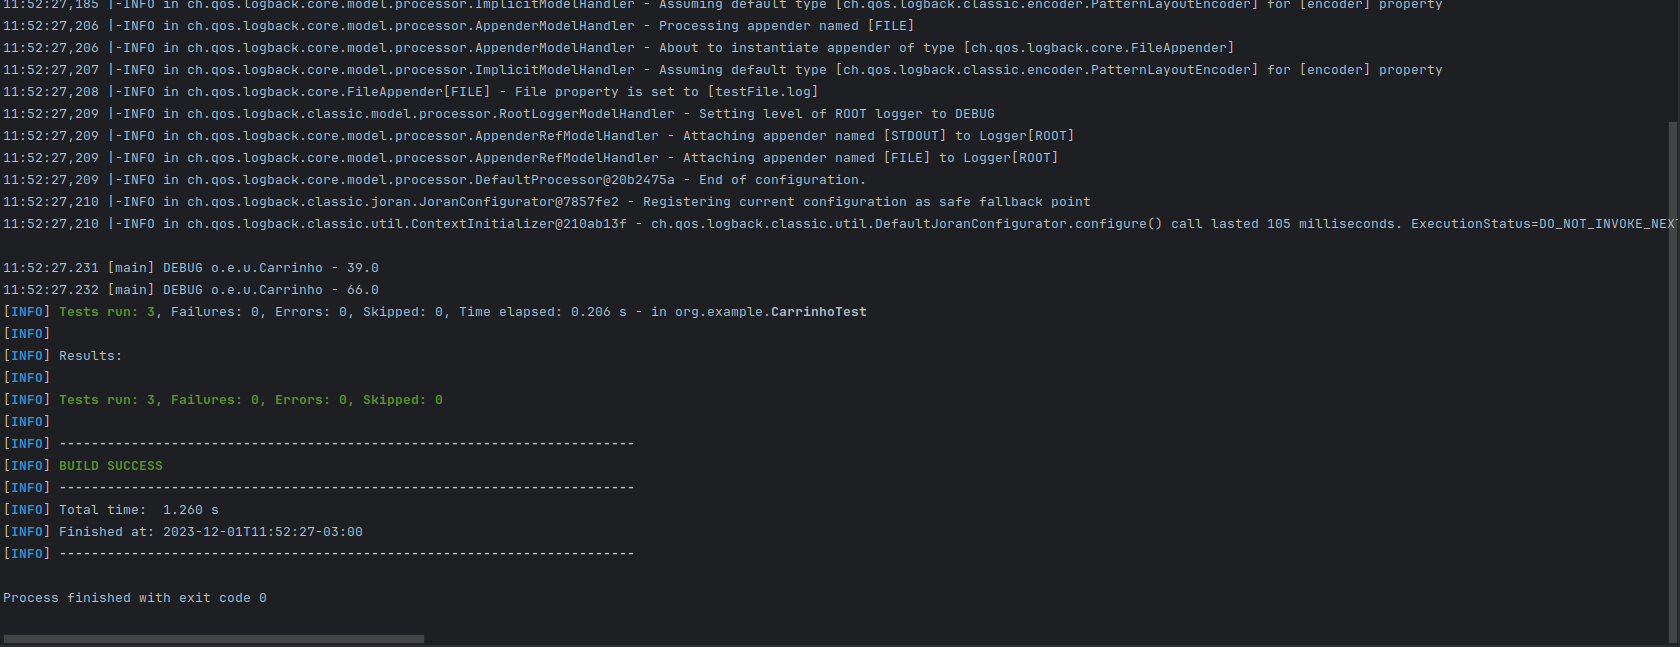 11:52:27,185 |-INFO in ch.qos.logback.core.model.processor.ImplicitModelHandler - Assuming default type [ch.qos.logback.classic.encoder.PatternLayoutEncoder] for [encoder] property
11:52:27,206 |-INFO in ch.qos.logback.core.model.processor.AppenderModelHandler - Processing appender named [FILE]
11:52:27,206 |-INFO in ch.qos.logback.core.model.processor.AppenderModelHandler - About to instantiate appender of type [ch.qos.logback.core.FileAppender]
11:52:27,207 |-INFO in ch.qos.logback.core.model.processor.ImplicitModelHandler - Assuming default type [ch.qos.logback.classic.encoder.PatternLayoutEncoder] for [encoder] property
11:52:27,208 |-INFO in ch.qos.logback.core.FileAppender[FILE] - File property is set to [testFile.log]
11:52:27,209 |-INFO in ch.qos.logback.classic.model.processor.RootLoggerModelHandler - Setting level of ROOT logger to DEBUG
11:52:27,209 |-INFO in ch.qos.logback.core.model.processor.AppenderRefModelHandler - Attaching appender named [STDOUT] to Logger[ROOT]
11:52:27,209 |-INFO in ch.qos.logback.core.model.processor.AppenderRefModelHandler - Attaching appender named [FILE] to Logger[ROOT]
11:52:27,209 |-INFO in ch.qos.logback.core.model.processor.DefaultProcessor@20b2475a - End of configuration.
11:52:27,210 |-INFO in ch.qos.logback.classic.joran.JoranConfigurator@7857fe2 - Registering current configuration as safe fallback point
11:52:27,210 |-INFO in ch.qos.logback.classic.util.ContextInitializer@210ab13f - ch.qos.logback.classic.util.DefaultJoranConfigurator.configure() call lasted 105 milliseconds. ExecutionStatus=DO_NOT_INVOKE_NEXT
11:52:27.231 [main] DEBUG o.e.u.Carrinho - 39.0
11:52:27.232 [main] DEBUG o.e.u.Carrinho - 66.0
[INFO] Tests run: 3, Failures: 0, Errors: 0, Skipped: 0, Time elapsed: 0.206 s - in org.example.CarrinhoTest
[INFO]
[INFO] Results:
[INFO]
[INFO] Tests run: 3, Failures: 0, Errors: 0, Skipped: 0
[INFO]
[INFO] ------------------------------------------------------------------------
[INFO] BUILD SUCCESS
[INFO] ------------------------------------------------------------------------
[INFO] Total time:  1.260 s
[INFO] Finished at: 2023-12-01T11:52:27-03:00
[INFO] ------------------------------------------------------------------------
Process finished with exit code 0